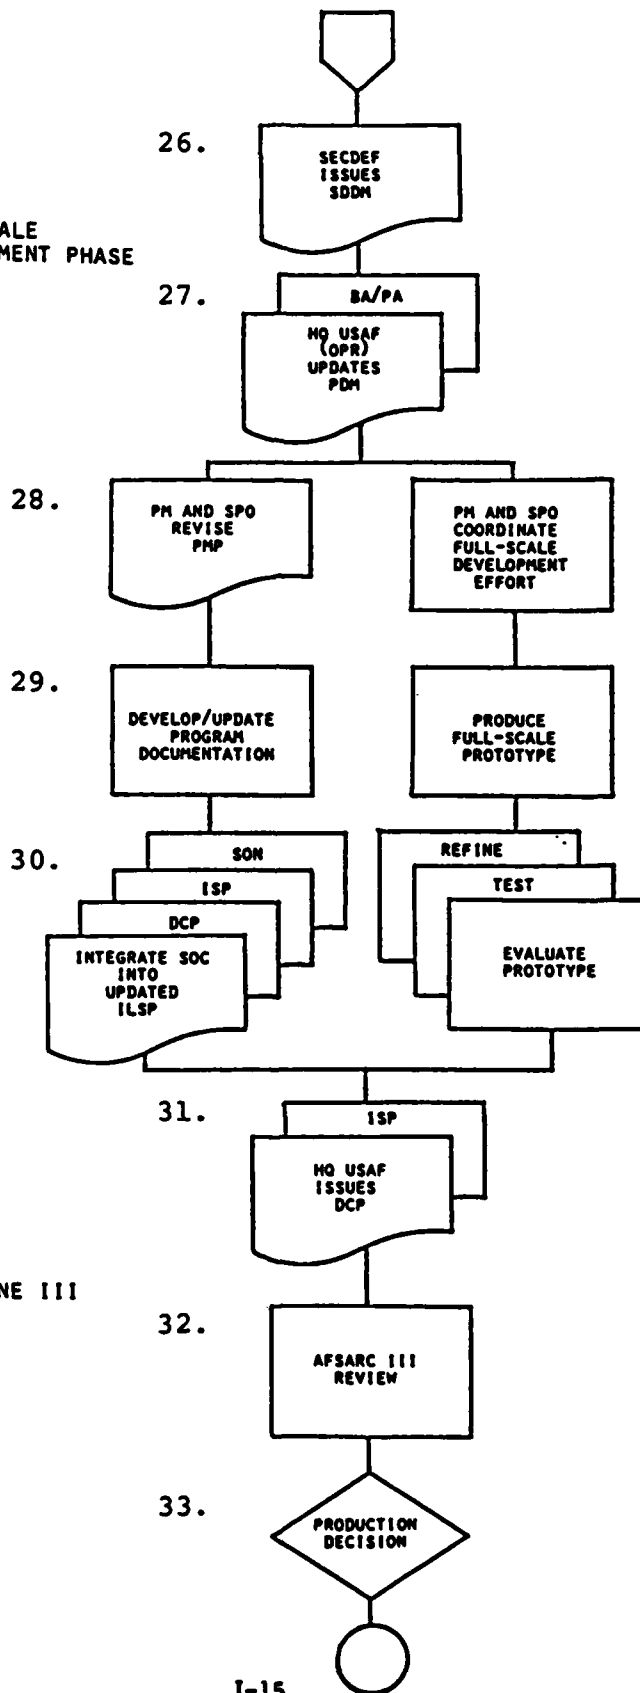 26.
SECDEF
ISSUES
SDDM
ALE
MENT PHASE
27.
BA/PA
HQ USAF
(OPR)
UPDATES
PDM
28.
PM AND SPO
REVISE
PMP
PM AND SPO
COORDINATE
FULL-SCALE
DEVELOPMENT
EFFORT
29.
DEVELOP/UPDATE
PROGRAM
DOCUMENTATION
PRODUCE
FULL-SCALE
PROTOTYPE
30.
SON
ISP
DCP
INTEGRATE SOC
INTO
UPDATED
ILSP
REFINE
TEST
EVALUATE
PROTOTYPE
31.
ISP
HQ USAF
ISSUES
DCP
NE III
32.
AFSARC III
REVIEW
33.
PRODUCTION
DECISION
I-15